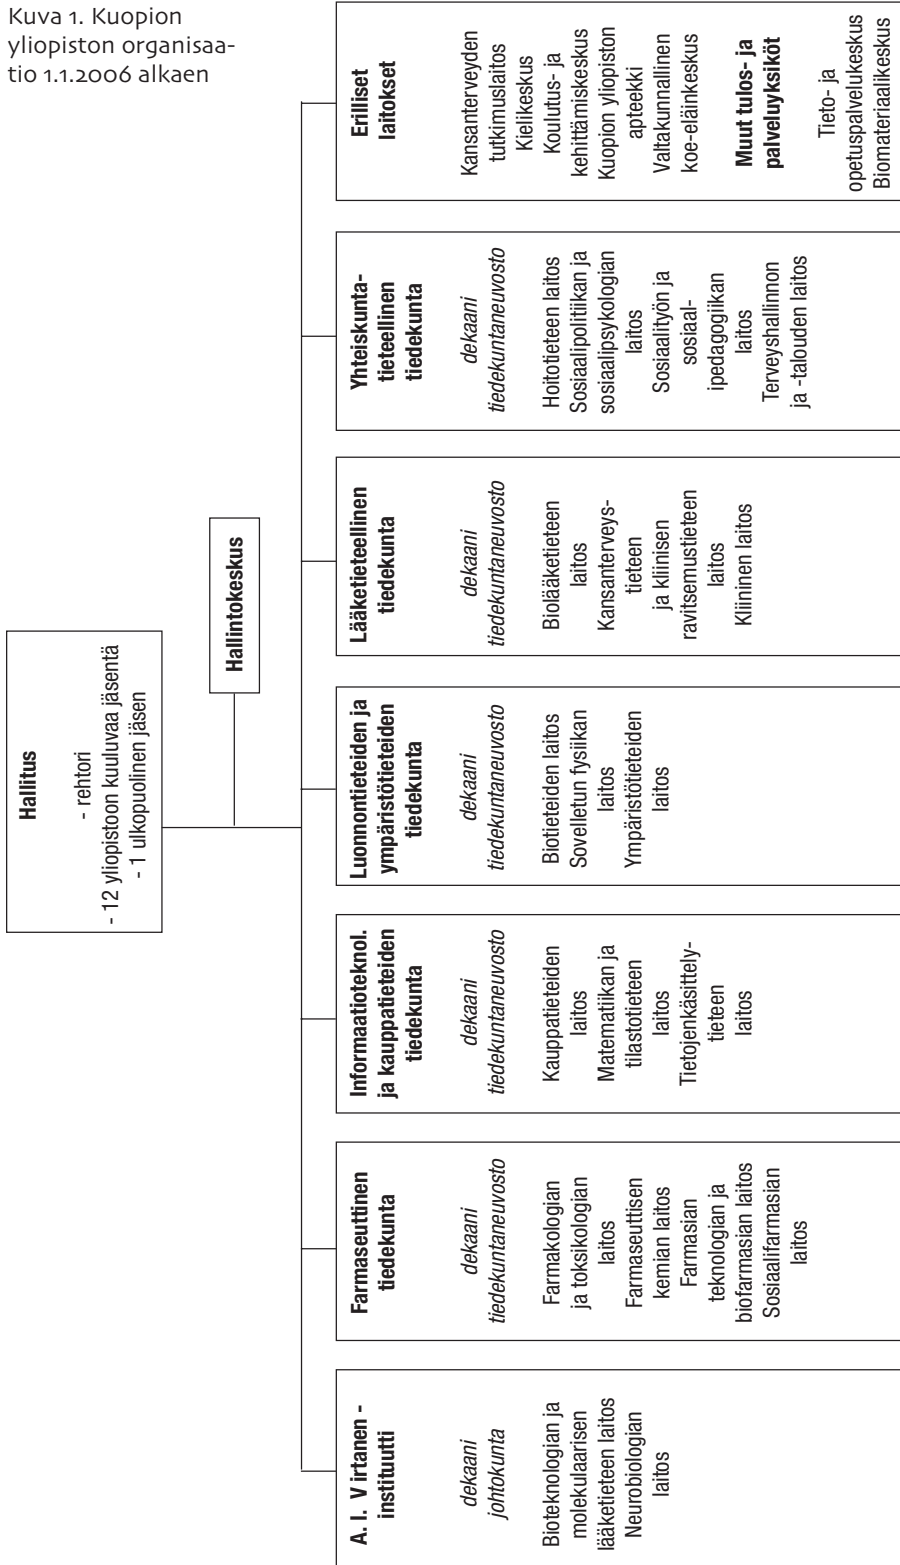 Kuva 1. Kuopion
yliopiston organisaa-
tio 1.1.2006 alkaen
Hallitus
- rehtori
- 12 yliopistoon kuuluvaa jäsentä
- 1 ulkopuolinen jäsen
Hallintokeskus
A. I. V irtanen -
instituutti
dekaani
johtokunta
Bioteknologian ja
molekulaarisen
lääketieteen laitos
Neurobiologian
laitos
Farmaseuttinen
tiedekunta
dekaani
tiedekuntaneuvosto
Farmakologian
ja toksikologian
laitos
Farmaseuttisen
kemian laitos
Farmasian
teknologian ja
biofarmasian laitos
Sosiaalifarmasian
laitos
Informaatioteknol.
ja kauppatieteiden
tiedekunta
dekaani
tiedekuntaneuvosto
Kauppatieteiden
laitos
Matematiikan ja
tilastotieteen
laitos
Tietojenkäsittely-
tieteen
laitos
Luonnontieteiden ja
ympäristötieteiden
tiedekunta
dekaani
tiedekuntaneuvosto
Biotieteiden laitos
Sovelletun fysiikan
laitos
Ympäristötieteiden
laitos
Lääketieteellinen
tiedekunta
dekaani
tiedekuntaneuvosto
Biolääketieteen
laitos
Kansanterveys-
tieteen
ja kliinisen
ravitsemustieteen
laitos
Kliininen laitos
Yhteiskunta-
tieteellinen
tiedekunta
dekaani
tiedekuntaneuvosto
Hoitotieteen laitos
Sosiaalipolitiikan ja
sosiaalipsykologian
laitos
Sosiaalityön ja
sosiaal-
ipedagogiikan
laitos
Terveyshallinnon
ja -talouden laitos
Erilliset
laitokset
Kansanterveyden
tutkimuslaitos
Kielikeskus
Koulutus- ja
kehittämiskeskus
Kuopion yliopiston
apteekki
Valtakunnallinen
koe-eläinkeskus
Muut tulos- ja
palveluyksiköt
Tieto- ja
opetuspalvelukeskus
Biomateriaalikeskus